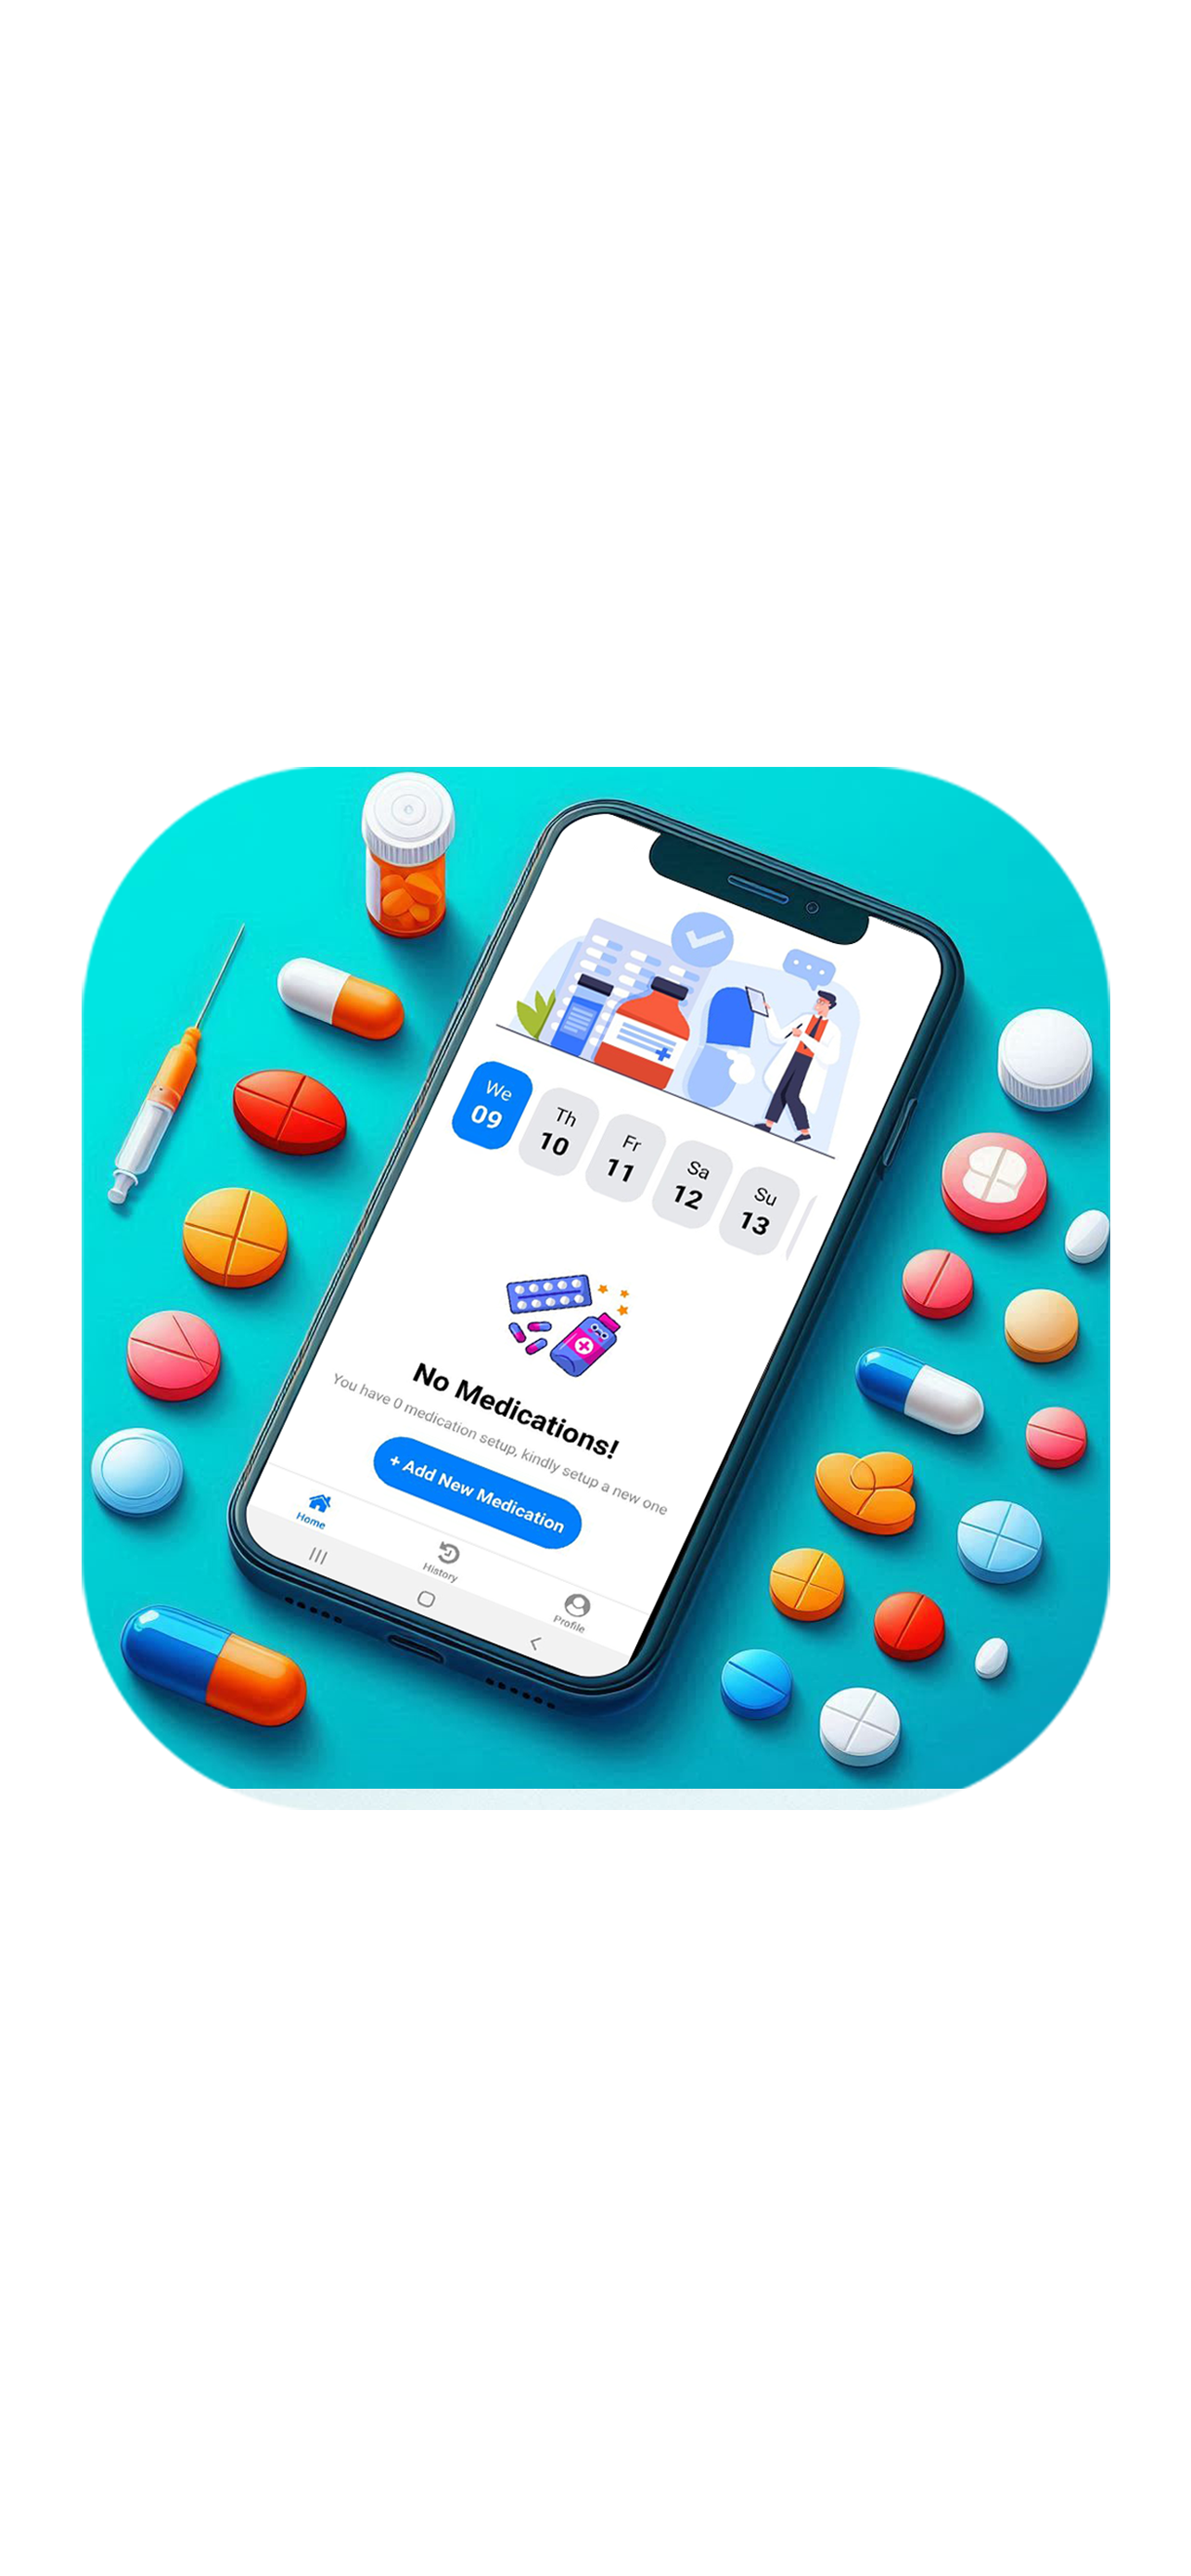 We Th Fr Sa Su
09 10 11 12 13
No Medications!
You have 0 medication setup, kindly setup a new one
+ Add New Medication
Home History Profile